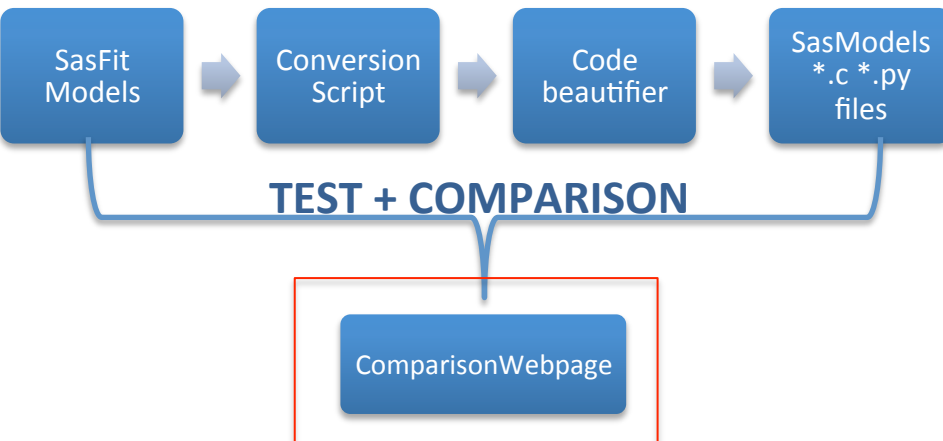 SasFit
Models
Conversion
Script
Code
beautifier
SasModels
*.c *.py
files
TEST + COMPARISON
ComparisonWebpage